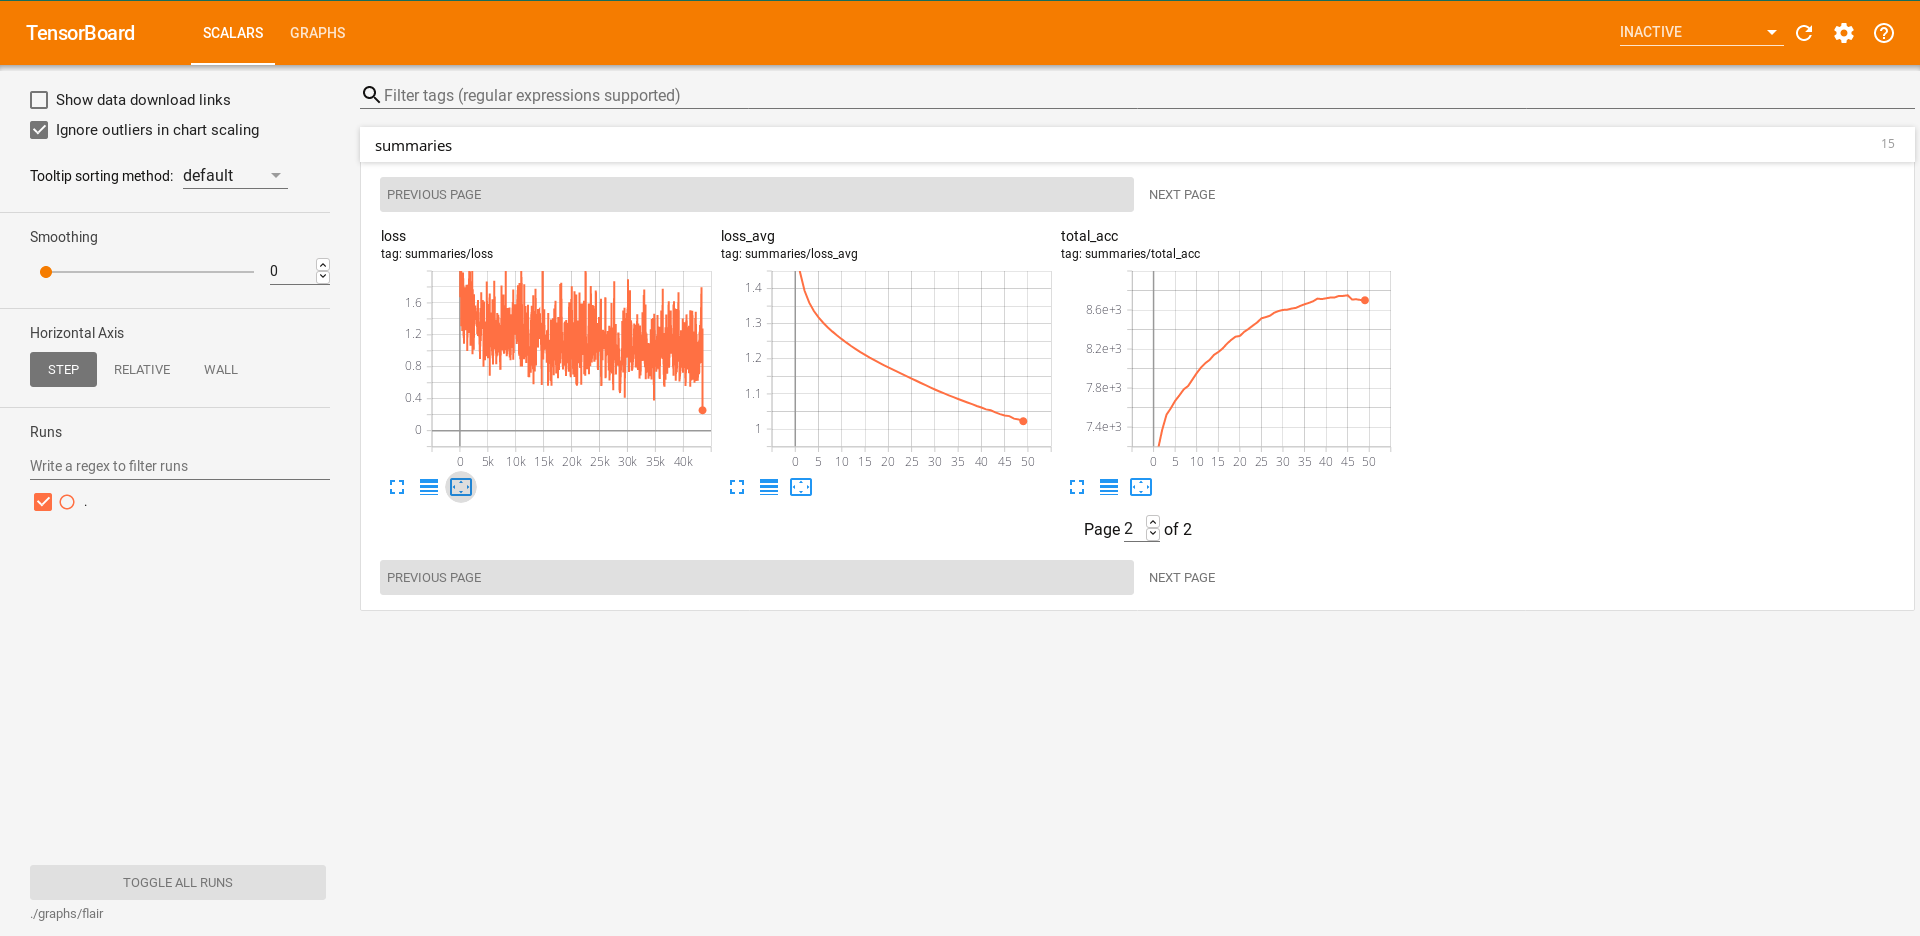 TensorBoard
SCALARS
GRAPHS
INACTIVE
Show data download links
Ignore outliers in chart scaling
Tooltip sorting method: default
Smoothing
0
Horizontal Axis
STEP RELATIVE WALL
Runs
Write a regex to filter runs
.
TOGGLE ALL RUNS
./graphs/flair
Filter tags (regular expressions supported)
summaries
15
PREVIOUS PAGE
NEXT PAGE
loss
tag: summaries/loss
1.6
1.2
0.8
0.4
0
0 5k 10k 15k 20k 25k 30k 35k 40k
loss_avg
tag: summaries/loss_avg
1.4
1.3
1.2
1.1
1
0 5 10 15 20 25 30 35 40 45 50
total_acc
tag: summaries/total_acc
8.6e+3
8.2e+3
7.8e+3
7.4e+3
0 5 10 15 20 25 30 35 40 45 50
Page 2 of 2
PREVIOUS PAGE
NEXT PAGE